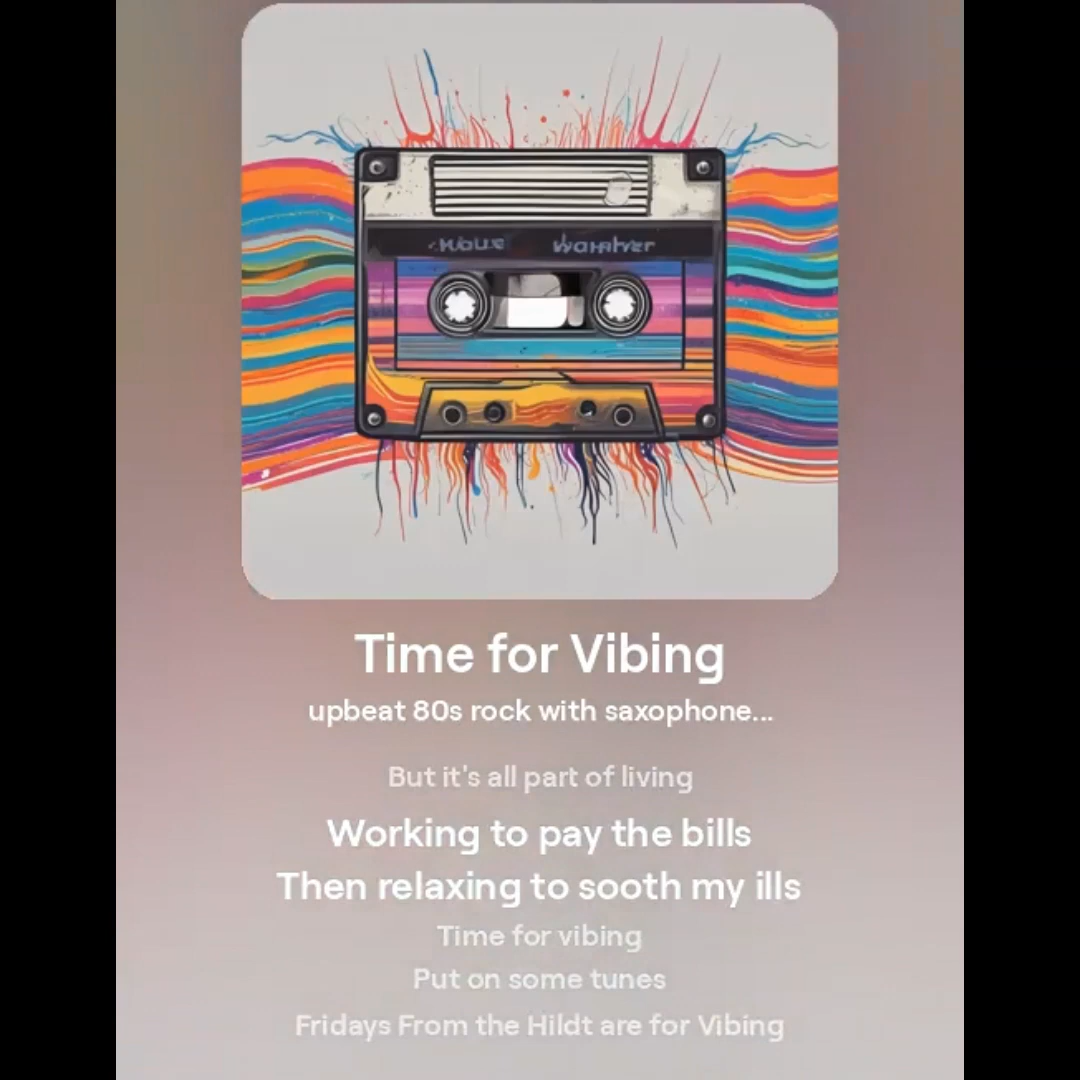 Time for Vibing
upbeat 80s rock with saxophone...
But it's all part of living
Working to pay the bills
Then relaxing to sooth my ills
Time for vibing
Put on some tunes
Fridays From the Hildt are for Vibing